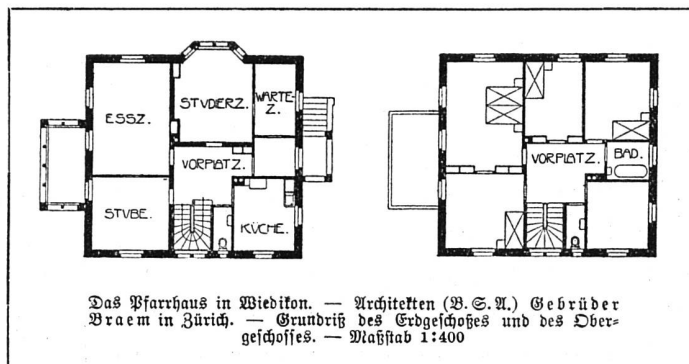 ESSZ.
STVDIERZ.
WARTE-
Z.
VORPLATZ.
STVBE.
KÜCHE.
VORPLATZ.
BAD.
Das Pfarrhaus in Wiedikon. — Architekten (B. S. A.) Gebrüder
Braem in Zürich. — Grundriß des Erdgeschoßes und des Ober-
geschosses. — Maßstab 1:400